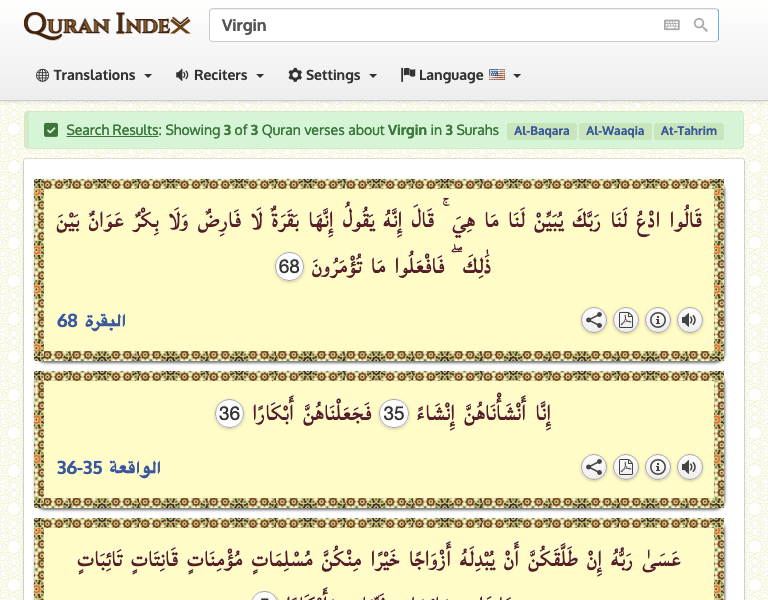 QURAN INDEX
Virgin
Translations Reciters Settings Language
Search Results: Showing 3 of 3 Quran verses about Virgin in 3 Surahs Al-Baqara Al-Waaqia At-Tahrim
قَالُوا ادْعُ لَنَا رَبَّكَ يُبَيِّنْ لَنَا مَا هِيَ ۚ قَالَ إِنَّهُ يَقُولُ إِنَّهَا بَقَرَةٌ لَا فَارِضٌ وَلَا بِكْرٌ عَوَانٌ بَيْنَ
ذَٰلِكَ ۖ فَافْعَلُوا مَا تُؤْمَرُونَ 68
البقرة 68
إِنَّا أَنْشَأْنَاهُنَّ إِنْشَاءً 35 فَجَعَلْنَاهُنَّ أَبْكَارًا 36
الواقعة 35-36
عَسَىٰ رَبُّهُ إِنْ طَلَّقَكُنَّ أَنْ يُبْدِلَهُ أَزْوَاجًا خَيْرًا مِنْكُنَّ مُسْلِمَاتٍ مُؤْمِنَاتٍ قَانِتَاتٍ تَائِبَاتٍ